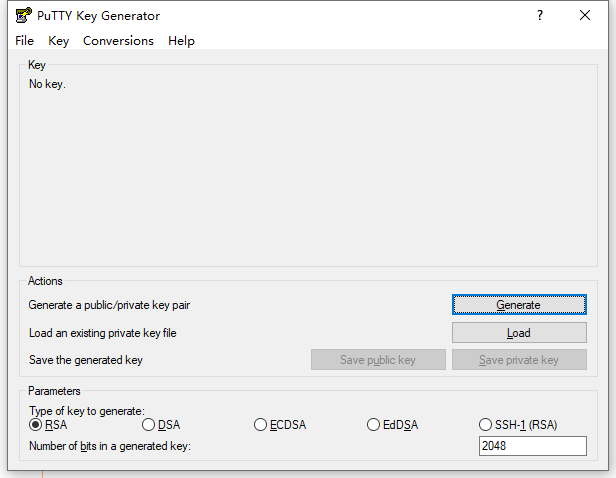 PuTTY Key Generator ?
File Key Conversions Help
Key
No key.
Actions
Generate a public/private key pair Generate
Load an existing private key file Load
Save the generated key Save public key Save private key
Parameters
Type of key to generate:
RSA DSA ECDSA EdDSA SSH-1 (RSA)
Number of bits in a generated key: 2048